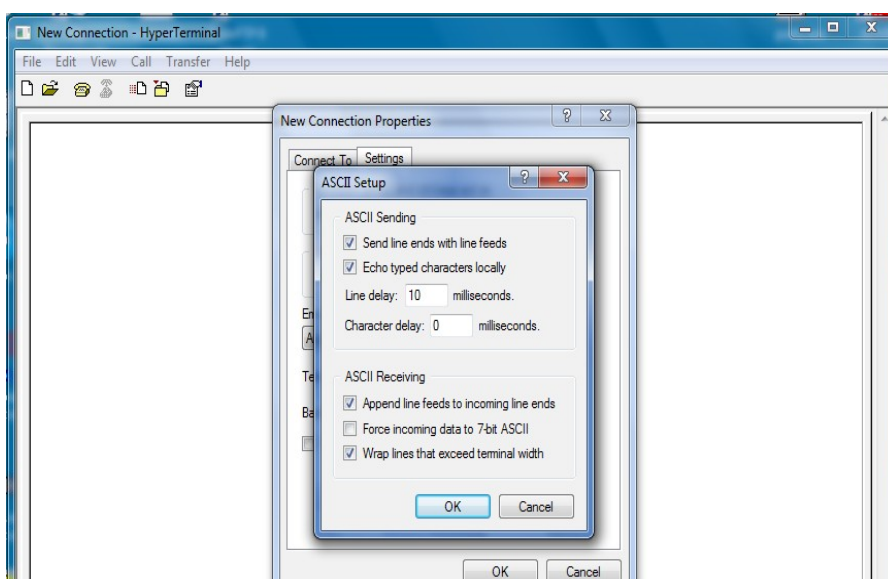 New Connection - HyperTerminal
File Edit View Call Transfer Help
New Connection Properties
Connect To Settings
ASCII Setup
ASCII Sending
Send line ends with line feeds
Echo typed characters locally
Line delay: 10 milliseconds.
Character delay: 0 milliseconds.
ASCII Receiving
Append line feeds to incoming line ends
Force incoming data to 7-bit ASCII
Wrap lines that exceed terminal width
OK Cancel
OK Cancel